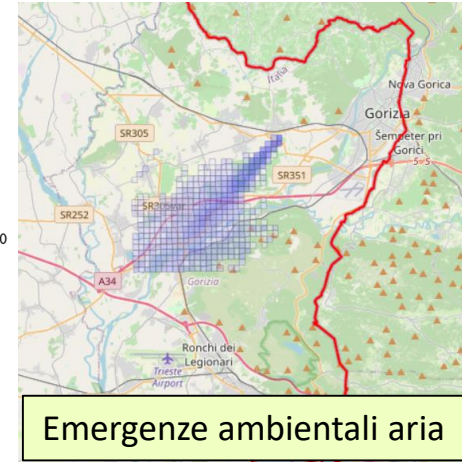 Nova Gorica
Gorizia
Italia
SR305
Šempeter pri
Gorici
SR351
SR252
0
A34
Gorizia
Ronchi dei
Legionari
Trieste
Airport
Emergenze ambientali aria